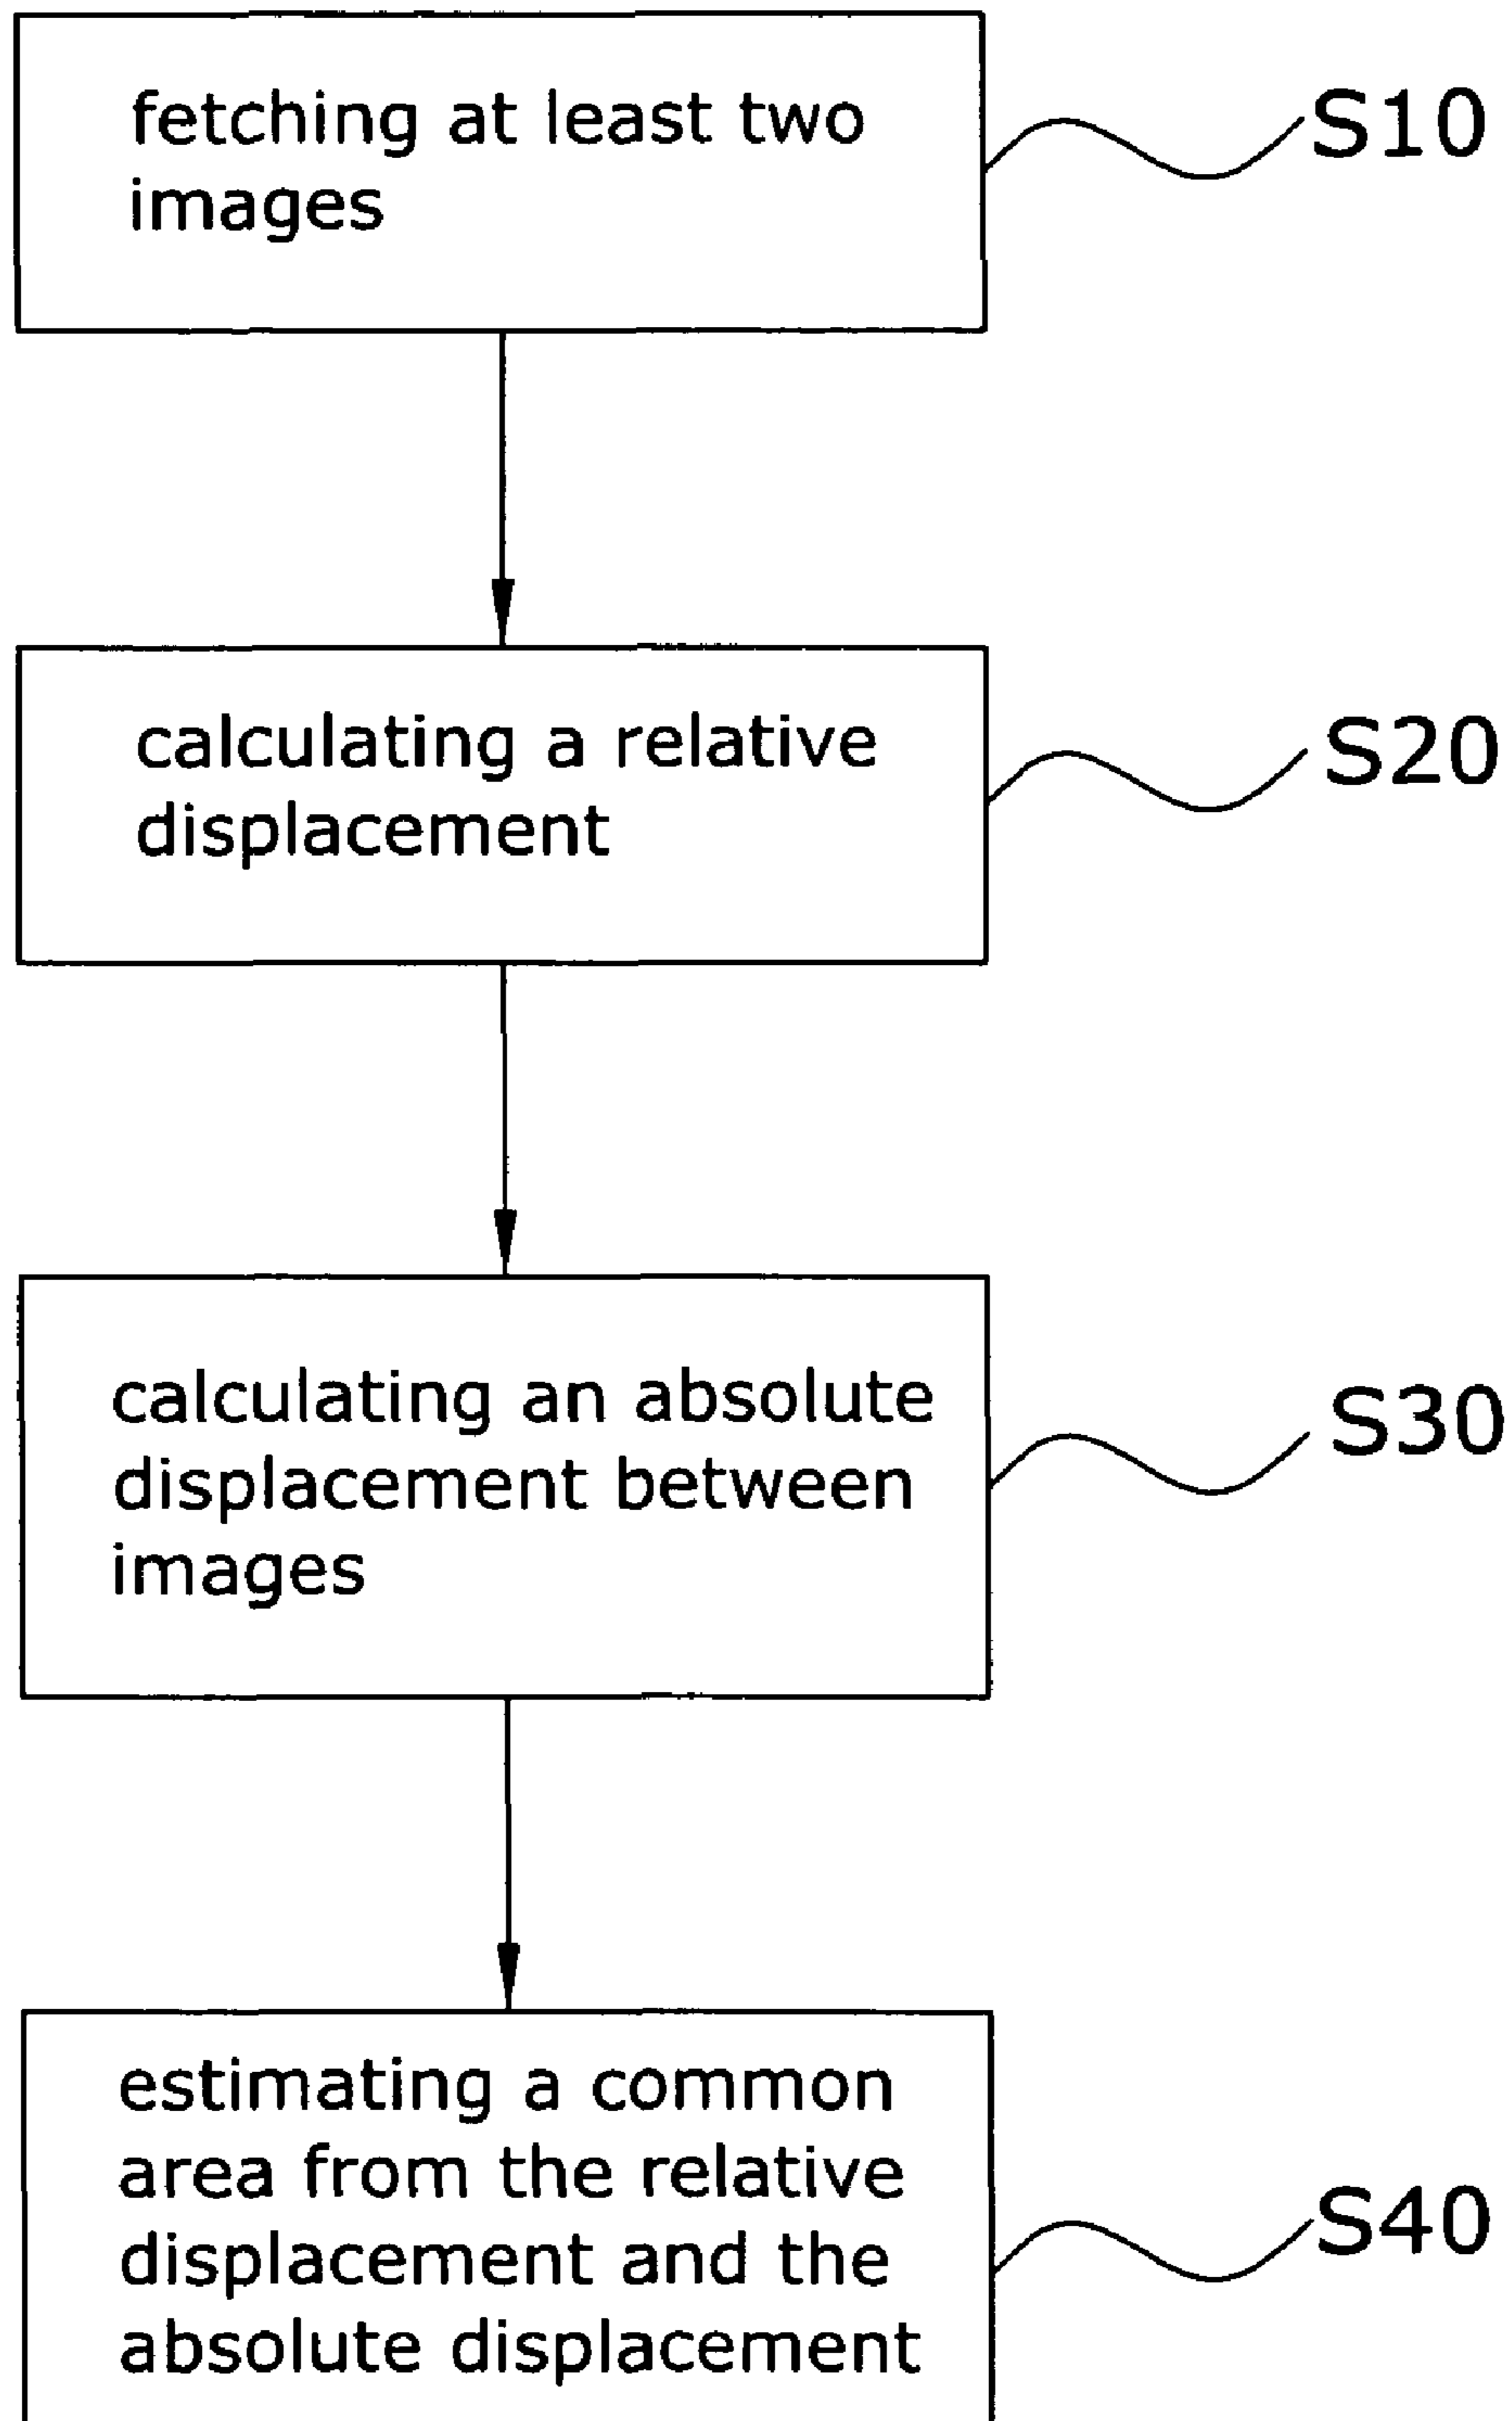 fetching at least two
images
S10
calculating a relative
displacement
S20
calculating an absolute
displacement between
images
S30
estimating a common
area from the relative
displacement and the
absolute displacement
S40